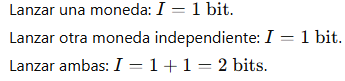 Lanzar una moneda: I = 1 bit.
Lanzar otra moneda independiente: I = 1 bit.
Lanzar ambas: I = 1 + 1 = 2 bits.